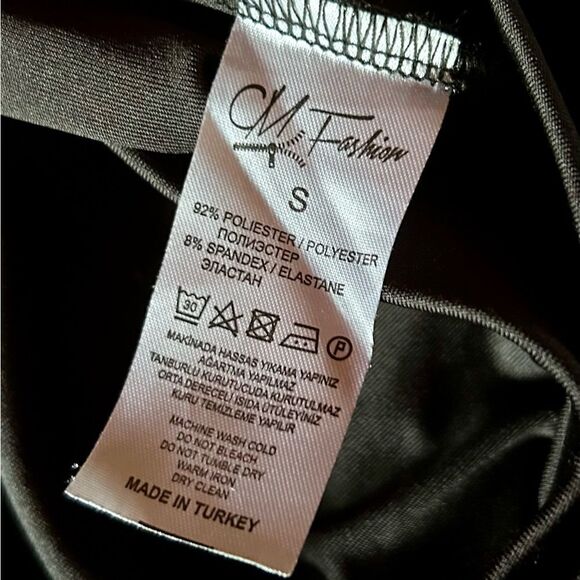 CM Fashion
S
92% POLIESTER / POLYESTER
ПОЛИЭСТЕР
8% SPANDEX / ELASTANE
ЭЛАСТАН
30 P
MAKİNADA HASSAS YIKAMA YAPINIZ
AĞARTMA YAPILMAZ
TANBURLU KURUTUCUDA KURUTULMAZ
ORTA DERECELİ ISIDA ÜTÜLEYİNİZ
KURU TEMİZLEME YAPILIR
MACHINE WASH COLD
DO NOT BLEACH
DO NOT TUMBLE DRY
WARM IRON
DRY CLEAN
MADE IN TURKEY